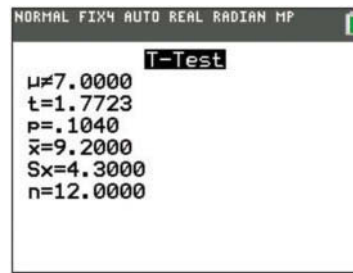 NORMAL FIX4 AUTO REAL RADIAN MP
T-Test
μ≠7.0000
t=1.7723
p=.1040
x̄=9.2000
Sx=4.3000
n=12.0000